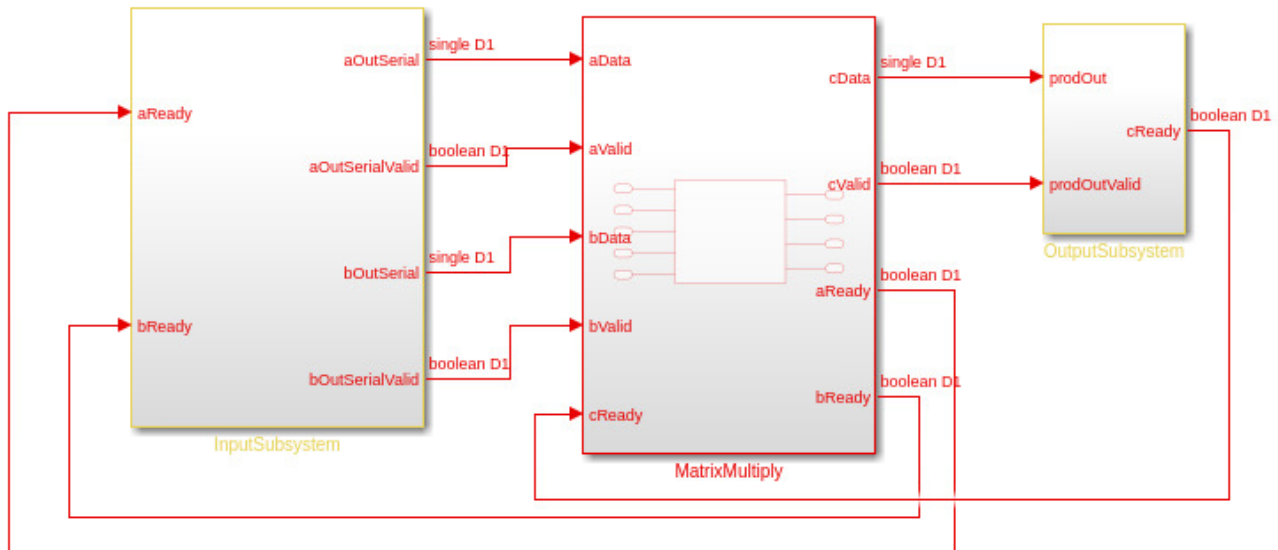 single D1
aOutSerial
aData
single D1
cData
prodOut
aReady
boolean D1
cReady
aValid
boolean D1
aOutSerialValid
boolean D1
cValid
prodOutValid
bData
single D1
bOutSerial
OutputSubsystem
boolean D1
aReady
bReady
bValid
boolean D1
bOutSerialValid
boolean D1
bReady
cReady
InputSubsystem
MatrixMultiply